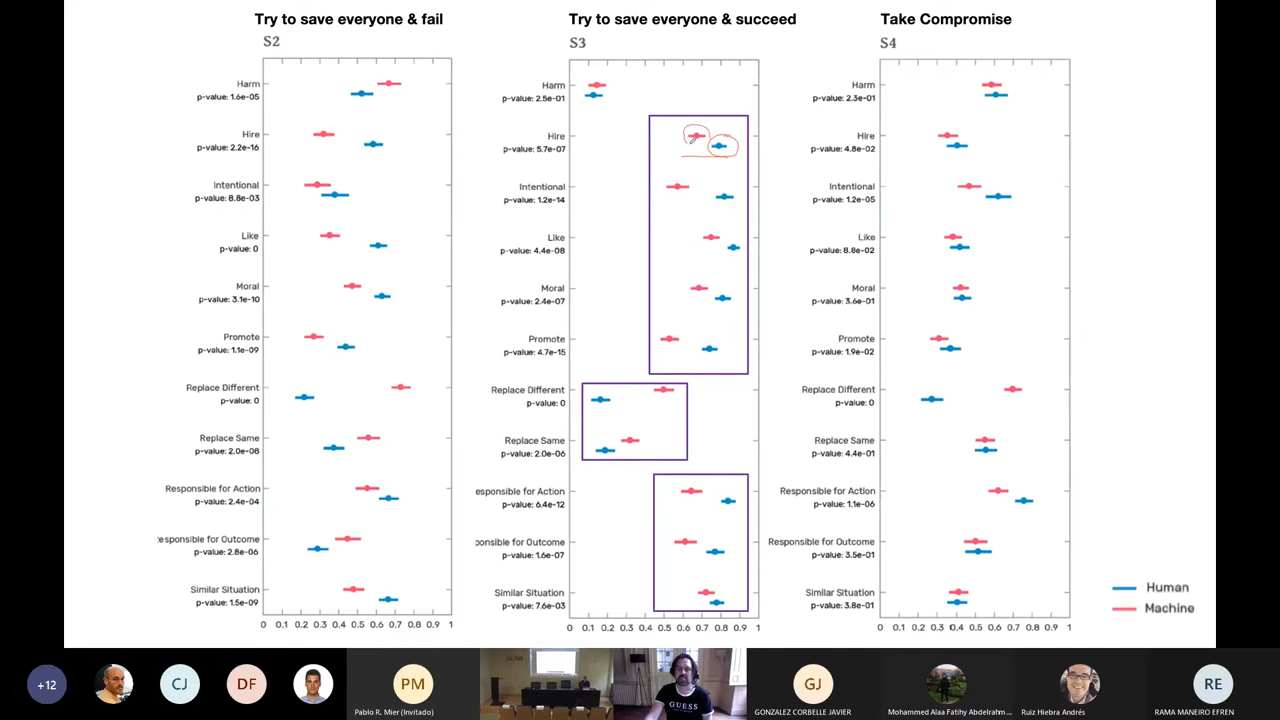 Try to save everyone & fail
Try to save everyone & succeed
Take Compromise
S2
Harm
p-value: 1.6e-05
Hire
p-value: 2.2e-16
Intentional
p-value: 8.8e-03
Like
p-value: 0
Moral
p-value: 3.1e-10
Promote
p-value: 1.1e-09
Replace Different
p-value: 0
Replace Same
p-value: 2.0e-08
Responsible for Action
p-value: 2.4e-04
esponsible for Outcome
p-value: 2.8e-06
Similar Situation
p-value: 1.5e-09
0 0.1 0.2 0.3 0.4 0.5 0.6 0.7 0.8 0.9 1
S3
Harm
p-value: 2.5e-01
Hire
p-value: 5.7e-07
Intentional
p-value: 1.2e-14
Like
p-value: 4.4e-08
Moral
p-value: 2.4e-07
Promote
p-value: 4.7e-15
Replace Different
p-value: 0
Replace Same
p-value: 2.0e-06
esponsible for Action
p-value: 6.4e-12
ponsible for Outcome
p-value: 1.6e-07
Similar Situation
p-value: 7.6e-03
0 0.1 0.2 0.3 0.4 0.5 0.6 0.7 0.8 0.9 1
S4
Harm
p-value: 2.3e-01
Hire
p-value: 4.8e-02
Intentional
p-value: 1.2e-05
Like
p-value: 8.8e-02
Moral
p-value: 3.6e-01
Promote
p-value: 1.9e-02
Replace Different
p-value: 0
Replace Same
p-value: 4.4e-01
Responsible for Action
p-value: 1.1e-06
Responsible for Outcome
p-value: 3.5e-01
Similar Situation
p-value: 3.8e-01
0 0.1 0.2 0.3 0.4 0.5 0.6 0.7 0.8 0.9 1
Human
Machine
+12
CJ
DF
PM
Pablo R. Mier (Invitado)
GUESS
GJ
GONZALEZ CORBELLE JAVIER
Mohammed Alaa Fatihy Abdelrahm...
Ruiz Hiebra Andrés
RE
RAMA MANEIRO EFREN